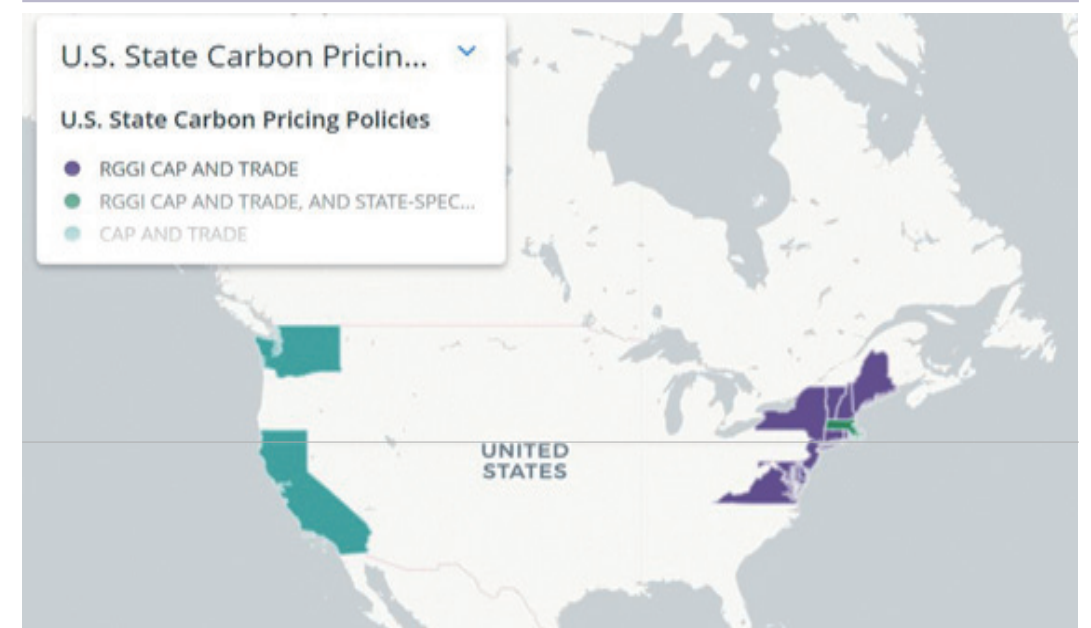 U.S. State Carbon Pricin...
U.S. State Carbon Pricing Policies
RGGI CAP AND TRADE
RGGI CAP AND TRADE, AND STATE-SPEC...
CAP AND TRADE
UNITED
STATES